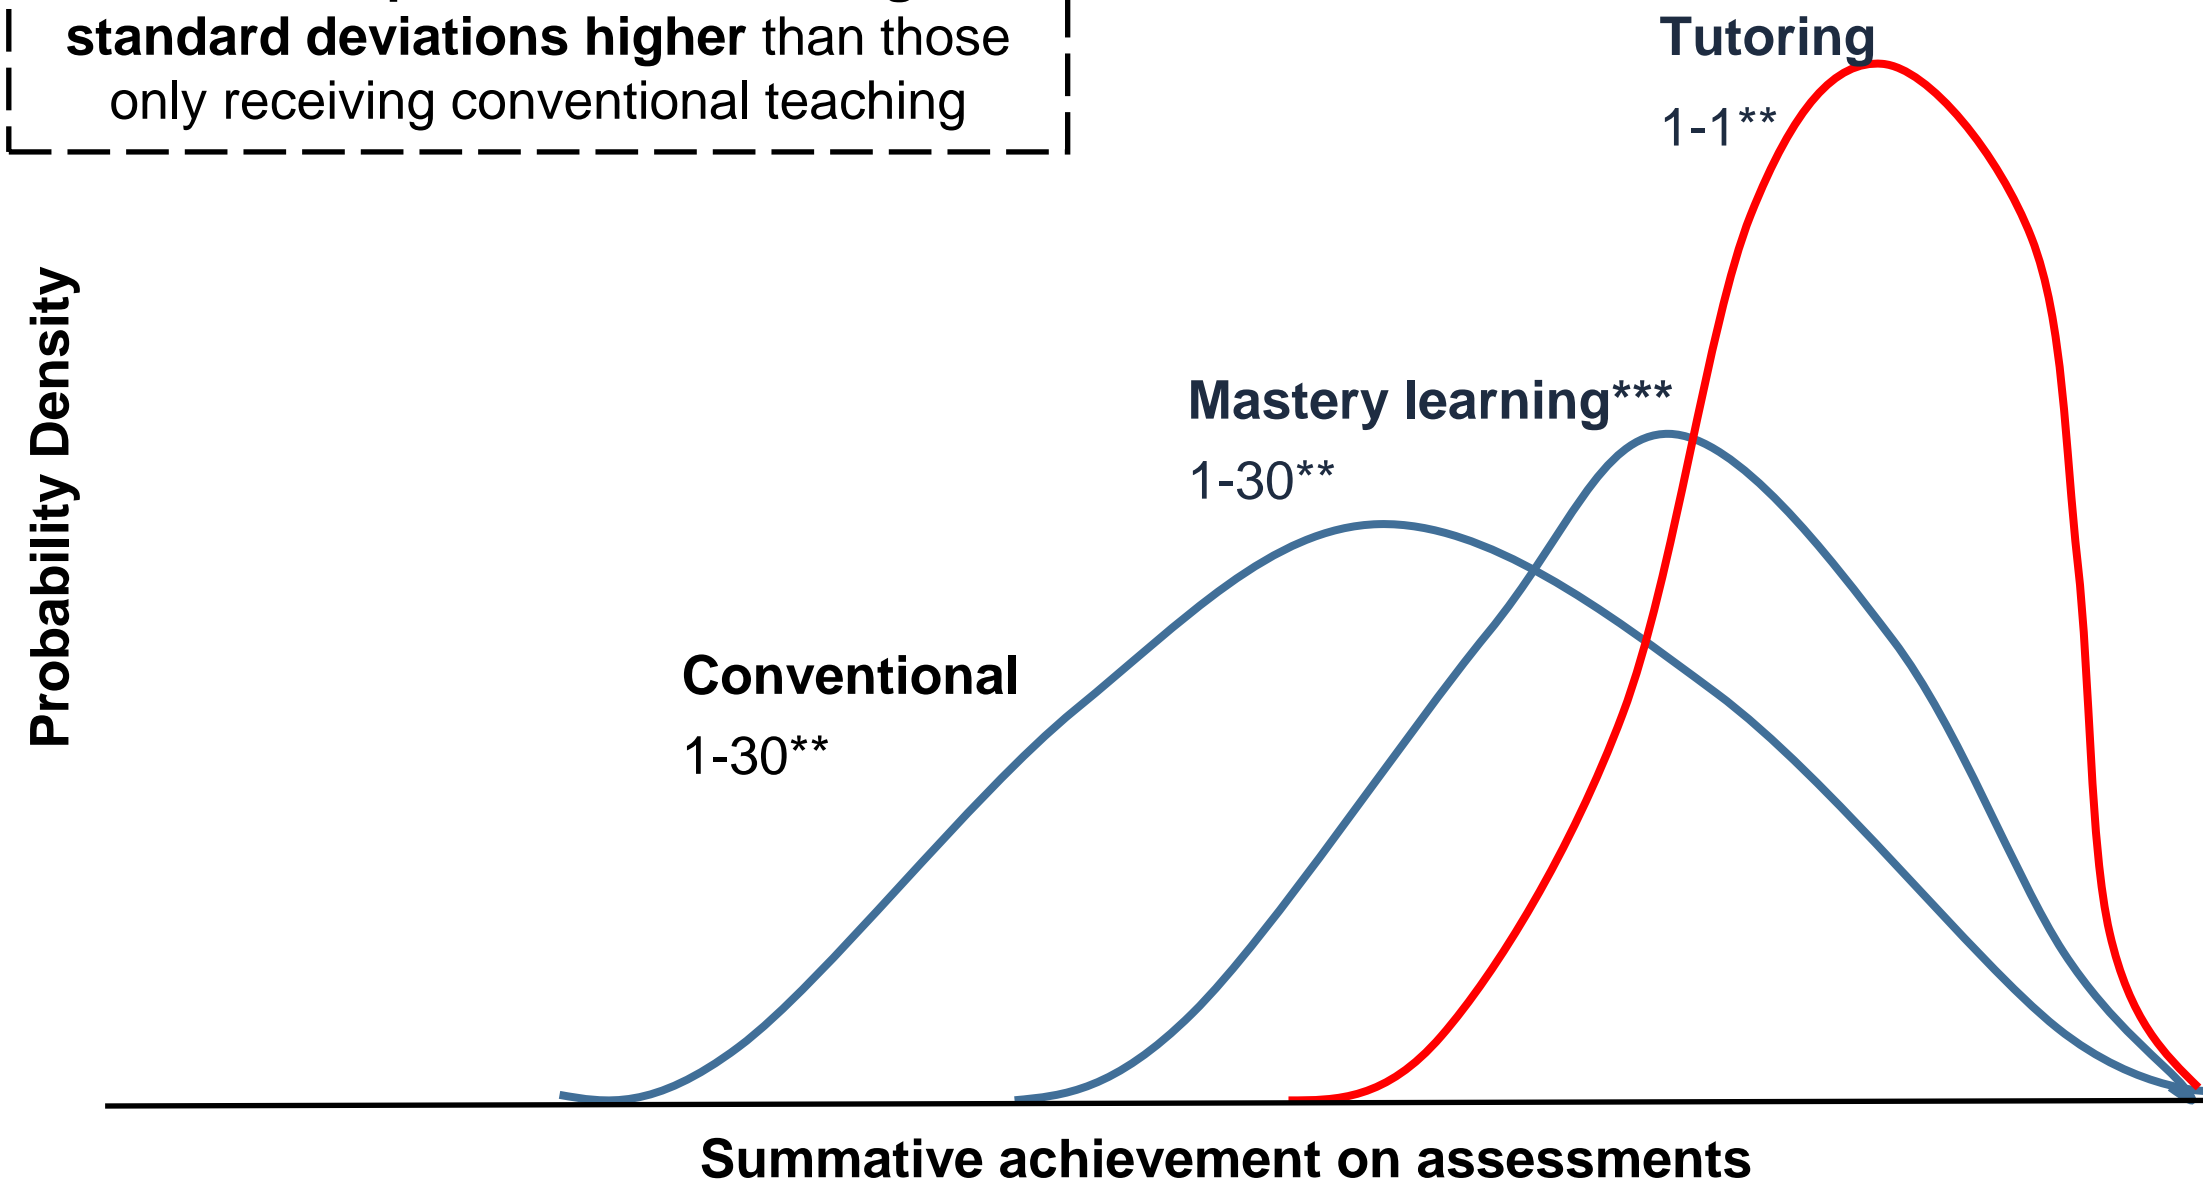 standard deviations higher than those
only receiving conventional teaching
Tutoring
1-1**
Mastery learning***
1-30**
Conventional
1-30**
Probability Density
Summative achievement on assessments